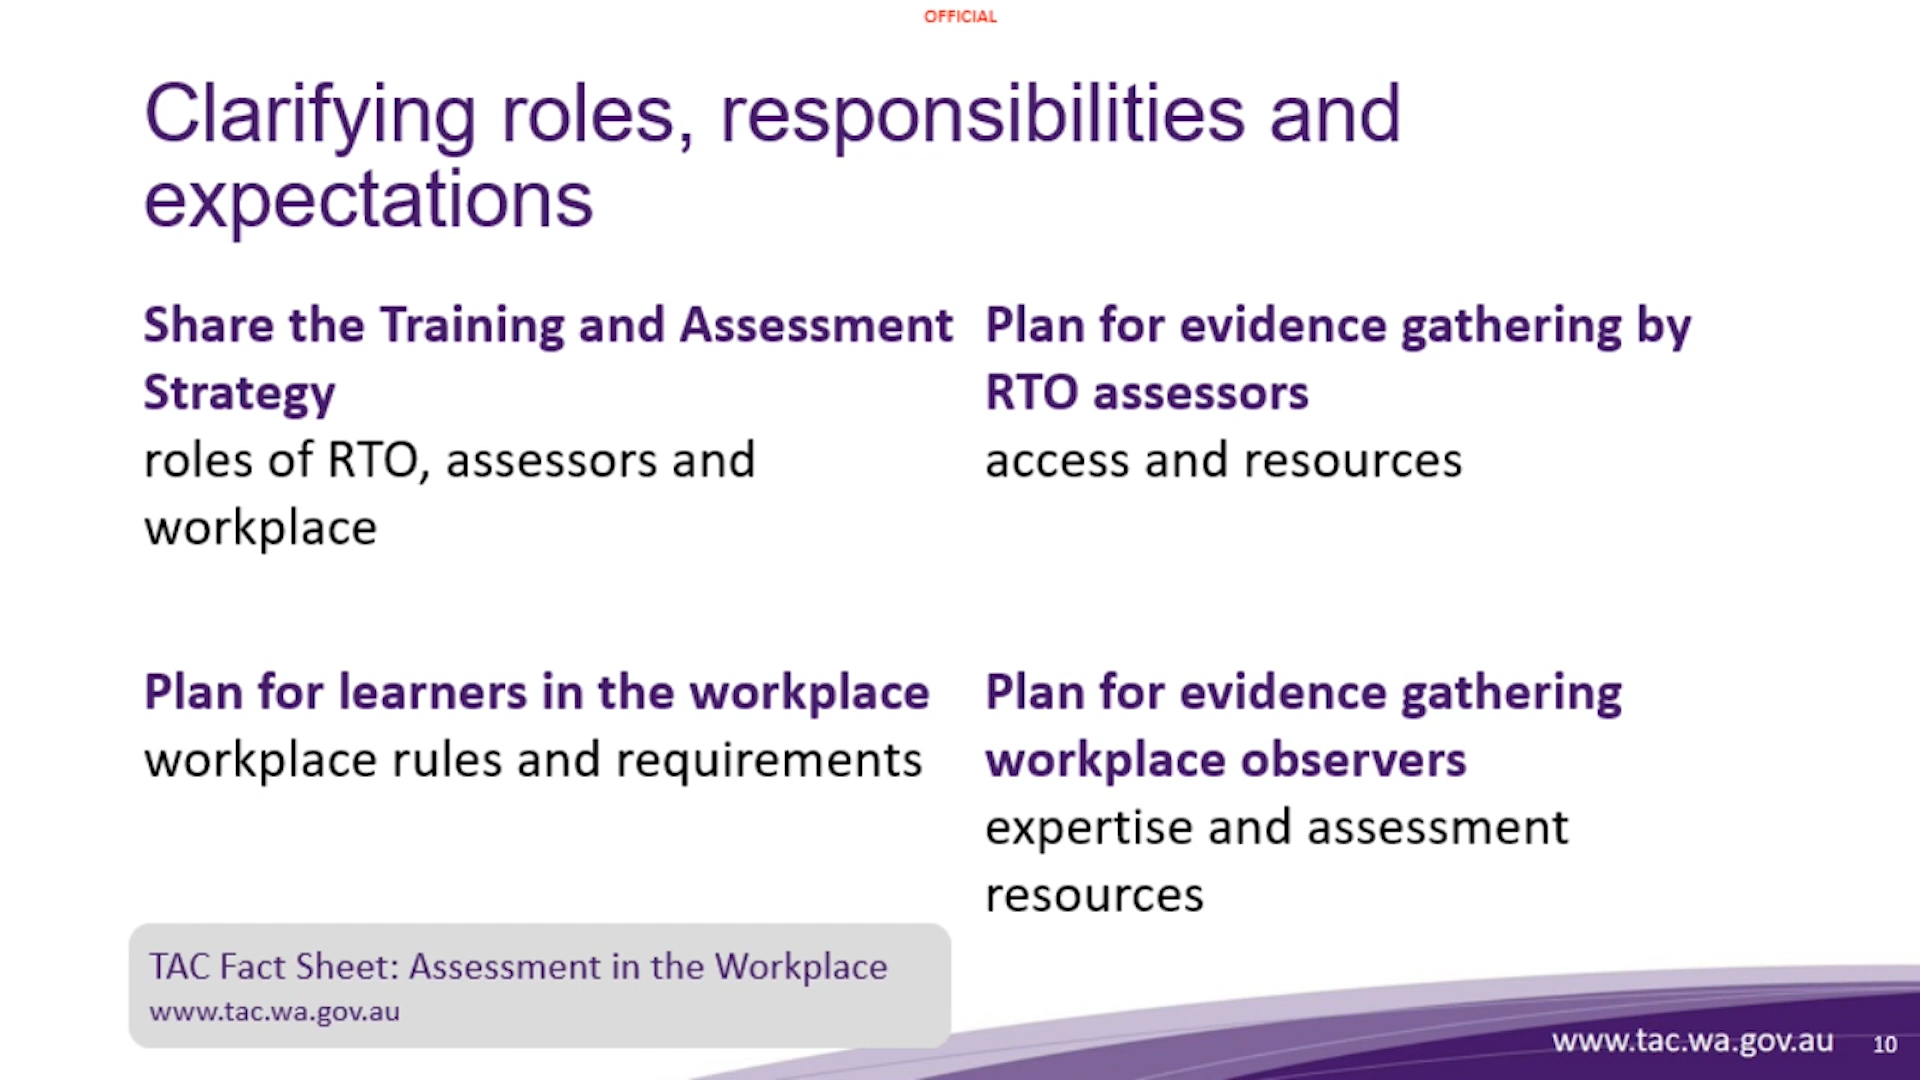 OFFICIAL
Clarifying roles, responsibilities and
expectations
Share the Training and Assessment
Strategy
roles of RTO, assessors and
workplace
Plan for evidence gathering by
RTO assessors
access and resources
Plan for learners in the workplace
workplace rules and requirements
Plan for evidence gathering
workplace observers
expertise and assessment
resources
TAC Fact Sheet: Assessment in the Workplace
www.tac.wa.gov.au
www.tac.wa.gov.au
10